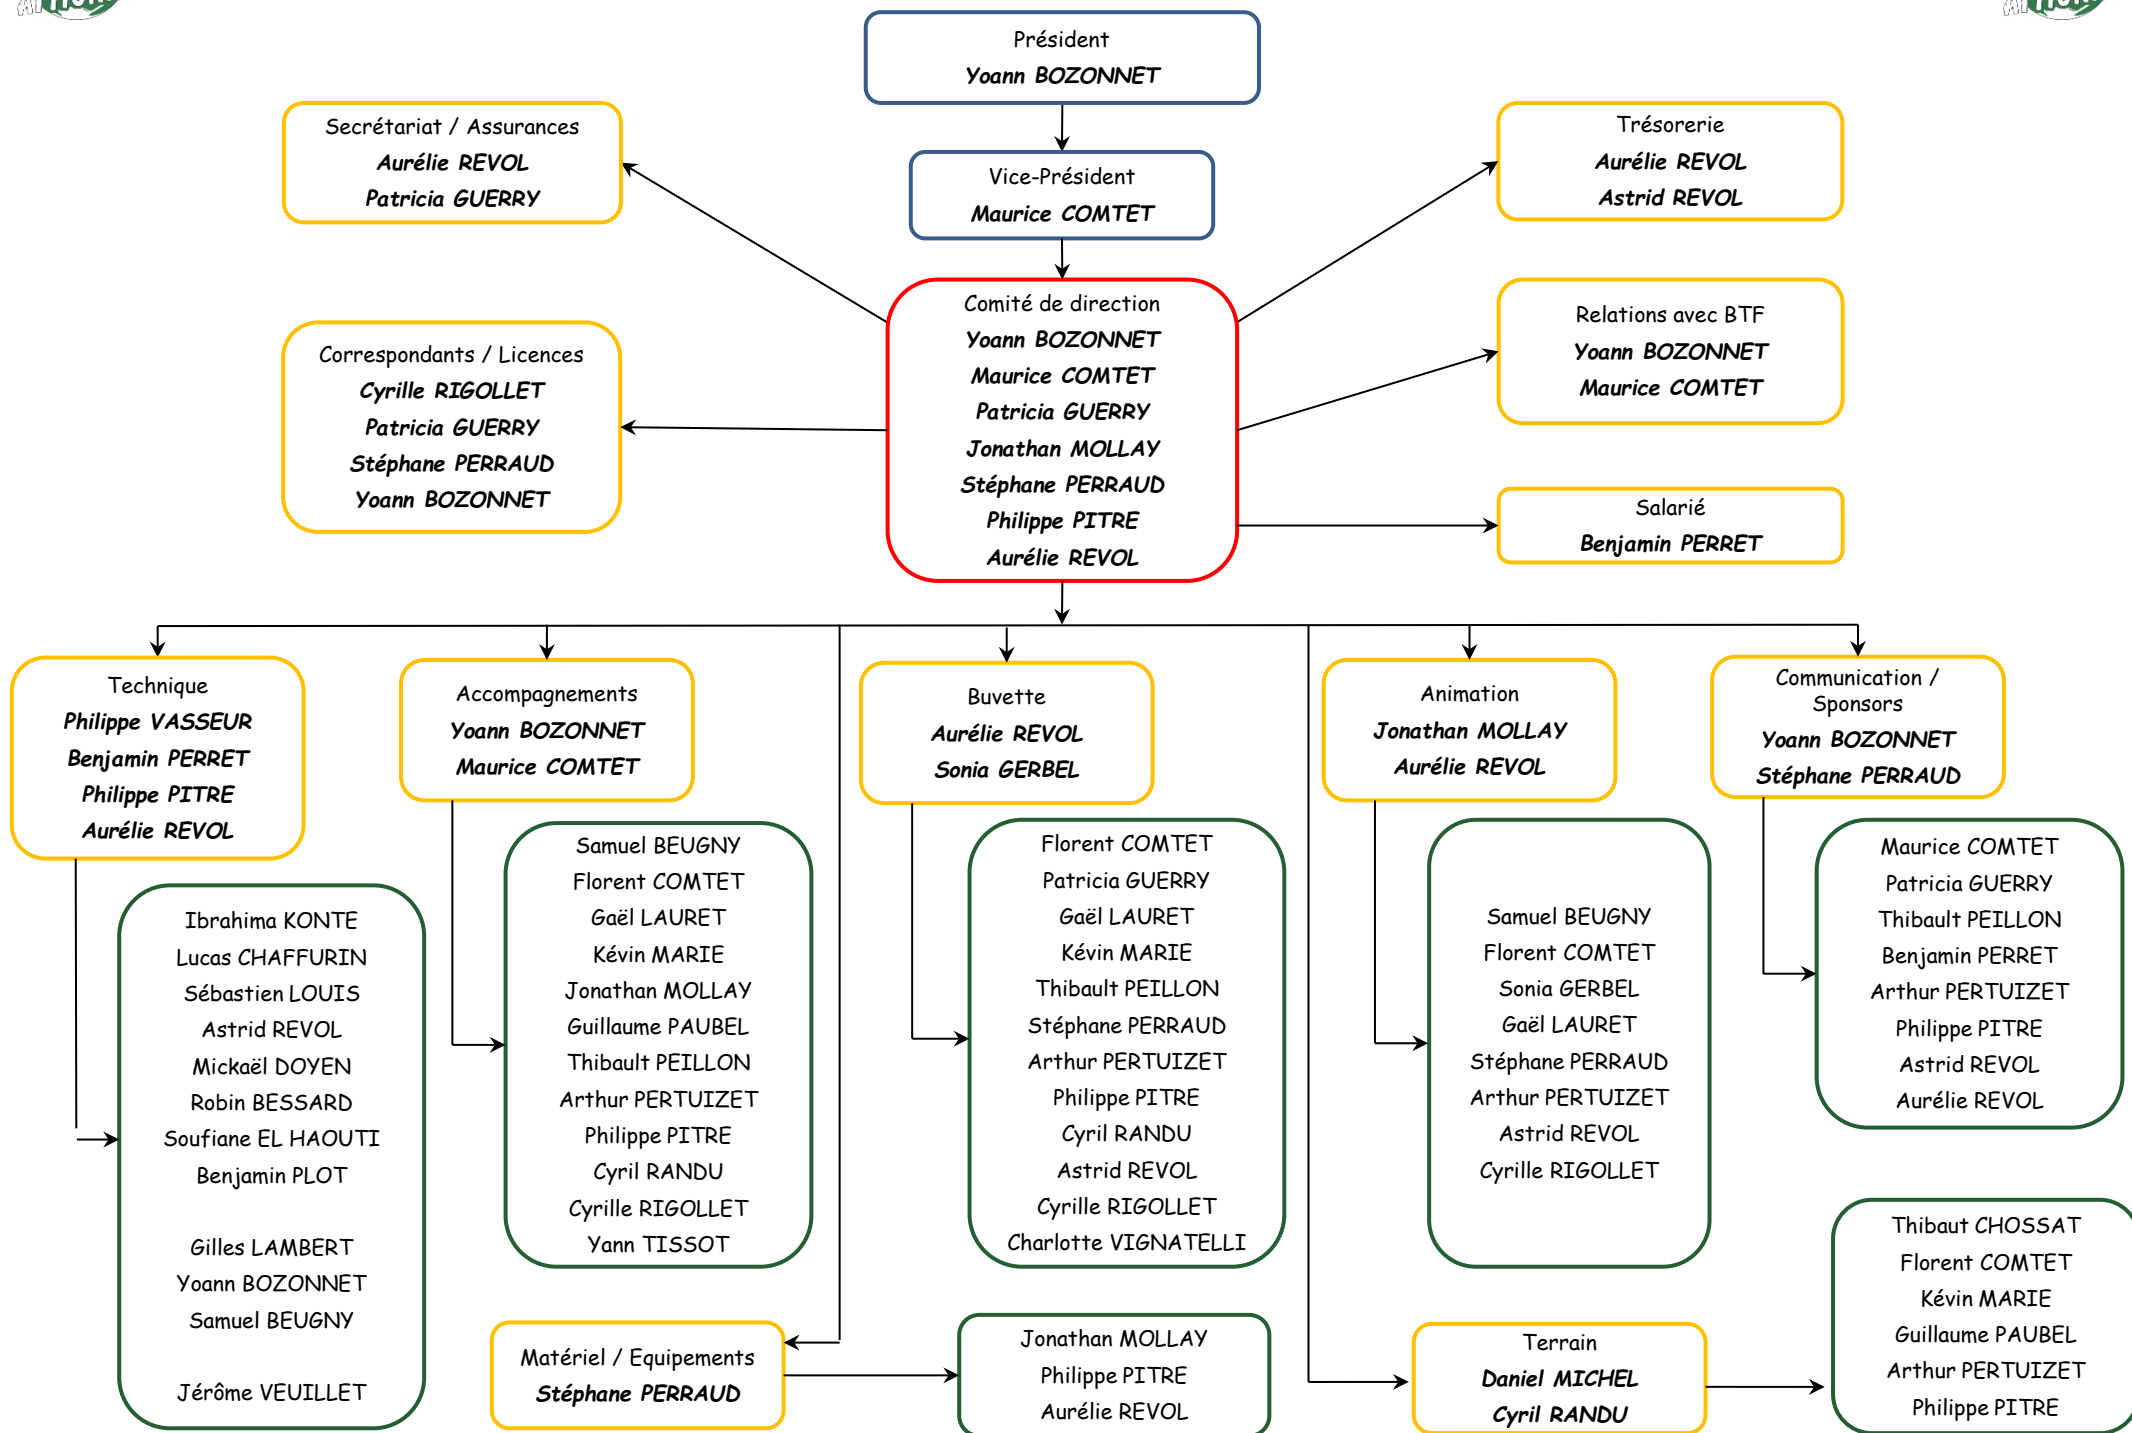 Président
Yoann BOZONNET
Secrétariat / Assurances
Aurélie REVOL
Patricia GUERRY
Vice-Président
Maurice COMTET
Trésorerie
Aurélie REVOL
Astrid REVOL
Correspondants / Licences
Cyrille RIGOLLET
Patricia GUERRY
Stéphane PERRAUD
Yoann BOZONNET
Comité de direction
Yoann BOZONNET
Maurice COMTET
Patricia GUERRY
Jonathan MOLLAY
Stéphane PERRAUD
Philippe PITRE
Aurélie REVOL
Relations avec BTF
Yoann BOZONNET
Maurice COMTET
Salarié
Benjamin PERRET
Technique
Philippe VASSEUR
Benjamin PERRET
Philippe PITRE
Aurélie REVOL
Accompagnements
Yoann BOZONNET
Maurice COMTET
Buvette
Aurélie REVOL
Sonia GERBEL
Animation
Jonathan MOLLAY
Aurélie REVOL
Communication /
Sponsors
Yoann BOZONNET
Stéphane PERRAUD
Ibrahima KONTE
Lucas CHAFFURIN
Sébastien LOUIS
Astrid REVOL
Mickaël DOYEN
Robin BESSARD
Soufiane EL HAOUTI
Benjamin PLOT
Gilles LAMBERT
Yoann BOZONNET
Samuel BEUGNY
Jérôme VEUILLET
Samuel BEUGNY
Florent COMTET
Gaël LAURET
Kévin MARIE
Jonathan MOLLAY
Guillaume PAUBEL
Thibault PEILLON
Arthur PERTUIZET
Philippe PITRE
Cyril RANDU
Cyrille RIGOLLET
Yann TISSOT
Florent COMTET
Patricia GUERRY
Gaël LAURET
Kévin MARIE
Thibault PEILLON
Stéphane PERRAUD
Arthur PERTUIZET
Philippe PITRE
Cyril RANDU
Astrid REVOL
Cyrille RIGOLLET
Charlotte VIGNATELLI
Samuel BEUGNY
Florent COMTET
Sonia GERBEL
Gaël LAURET
Stéphane PERRAUD
Arthur PERTUIZET
Astrid REVOL
Cyrille RIGOLLET
Maurice COMTET
Patricia GUERRY
Thibault PEILLON
Benjamin PERRET
Arthur PERTUIZET
Philippe PITRE
Astrid REVOL
Aurélie REVOL
Matériel / Equipements
Stéphane PERRAUD
Jonathan MOLLAY
Philippe PITRE
Aurélie REVOL
Terrain
Daniel MICHEL
Cyril RANDU
Thibaut CHOSSAT
Florent COMTET
Kévin MARIE
Guillaume PAUBEL
Arthur PERTUIZET
Philippe PITRE